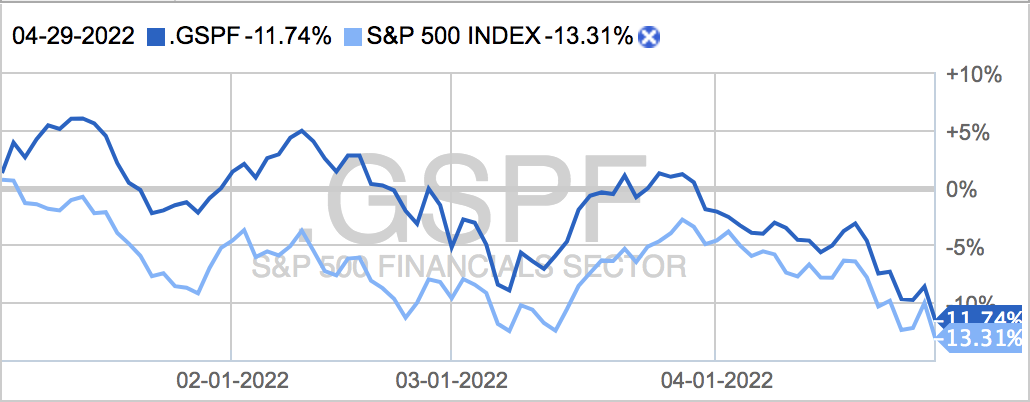 04-29-2022 .GSPF -11.74% S&P 500 INDEX -13.31%
+10%
+5%
0%
-5%
-10%
-11.74%
-13.31%
.GSPF
S&P 500 FINANCIALS SECTOR
02-01-2022 03-01-2022 04-01-2022